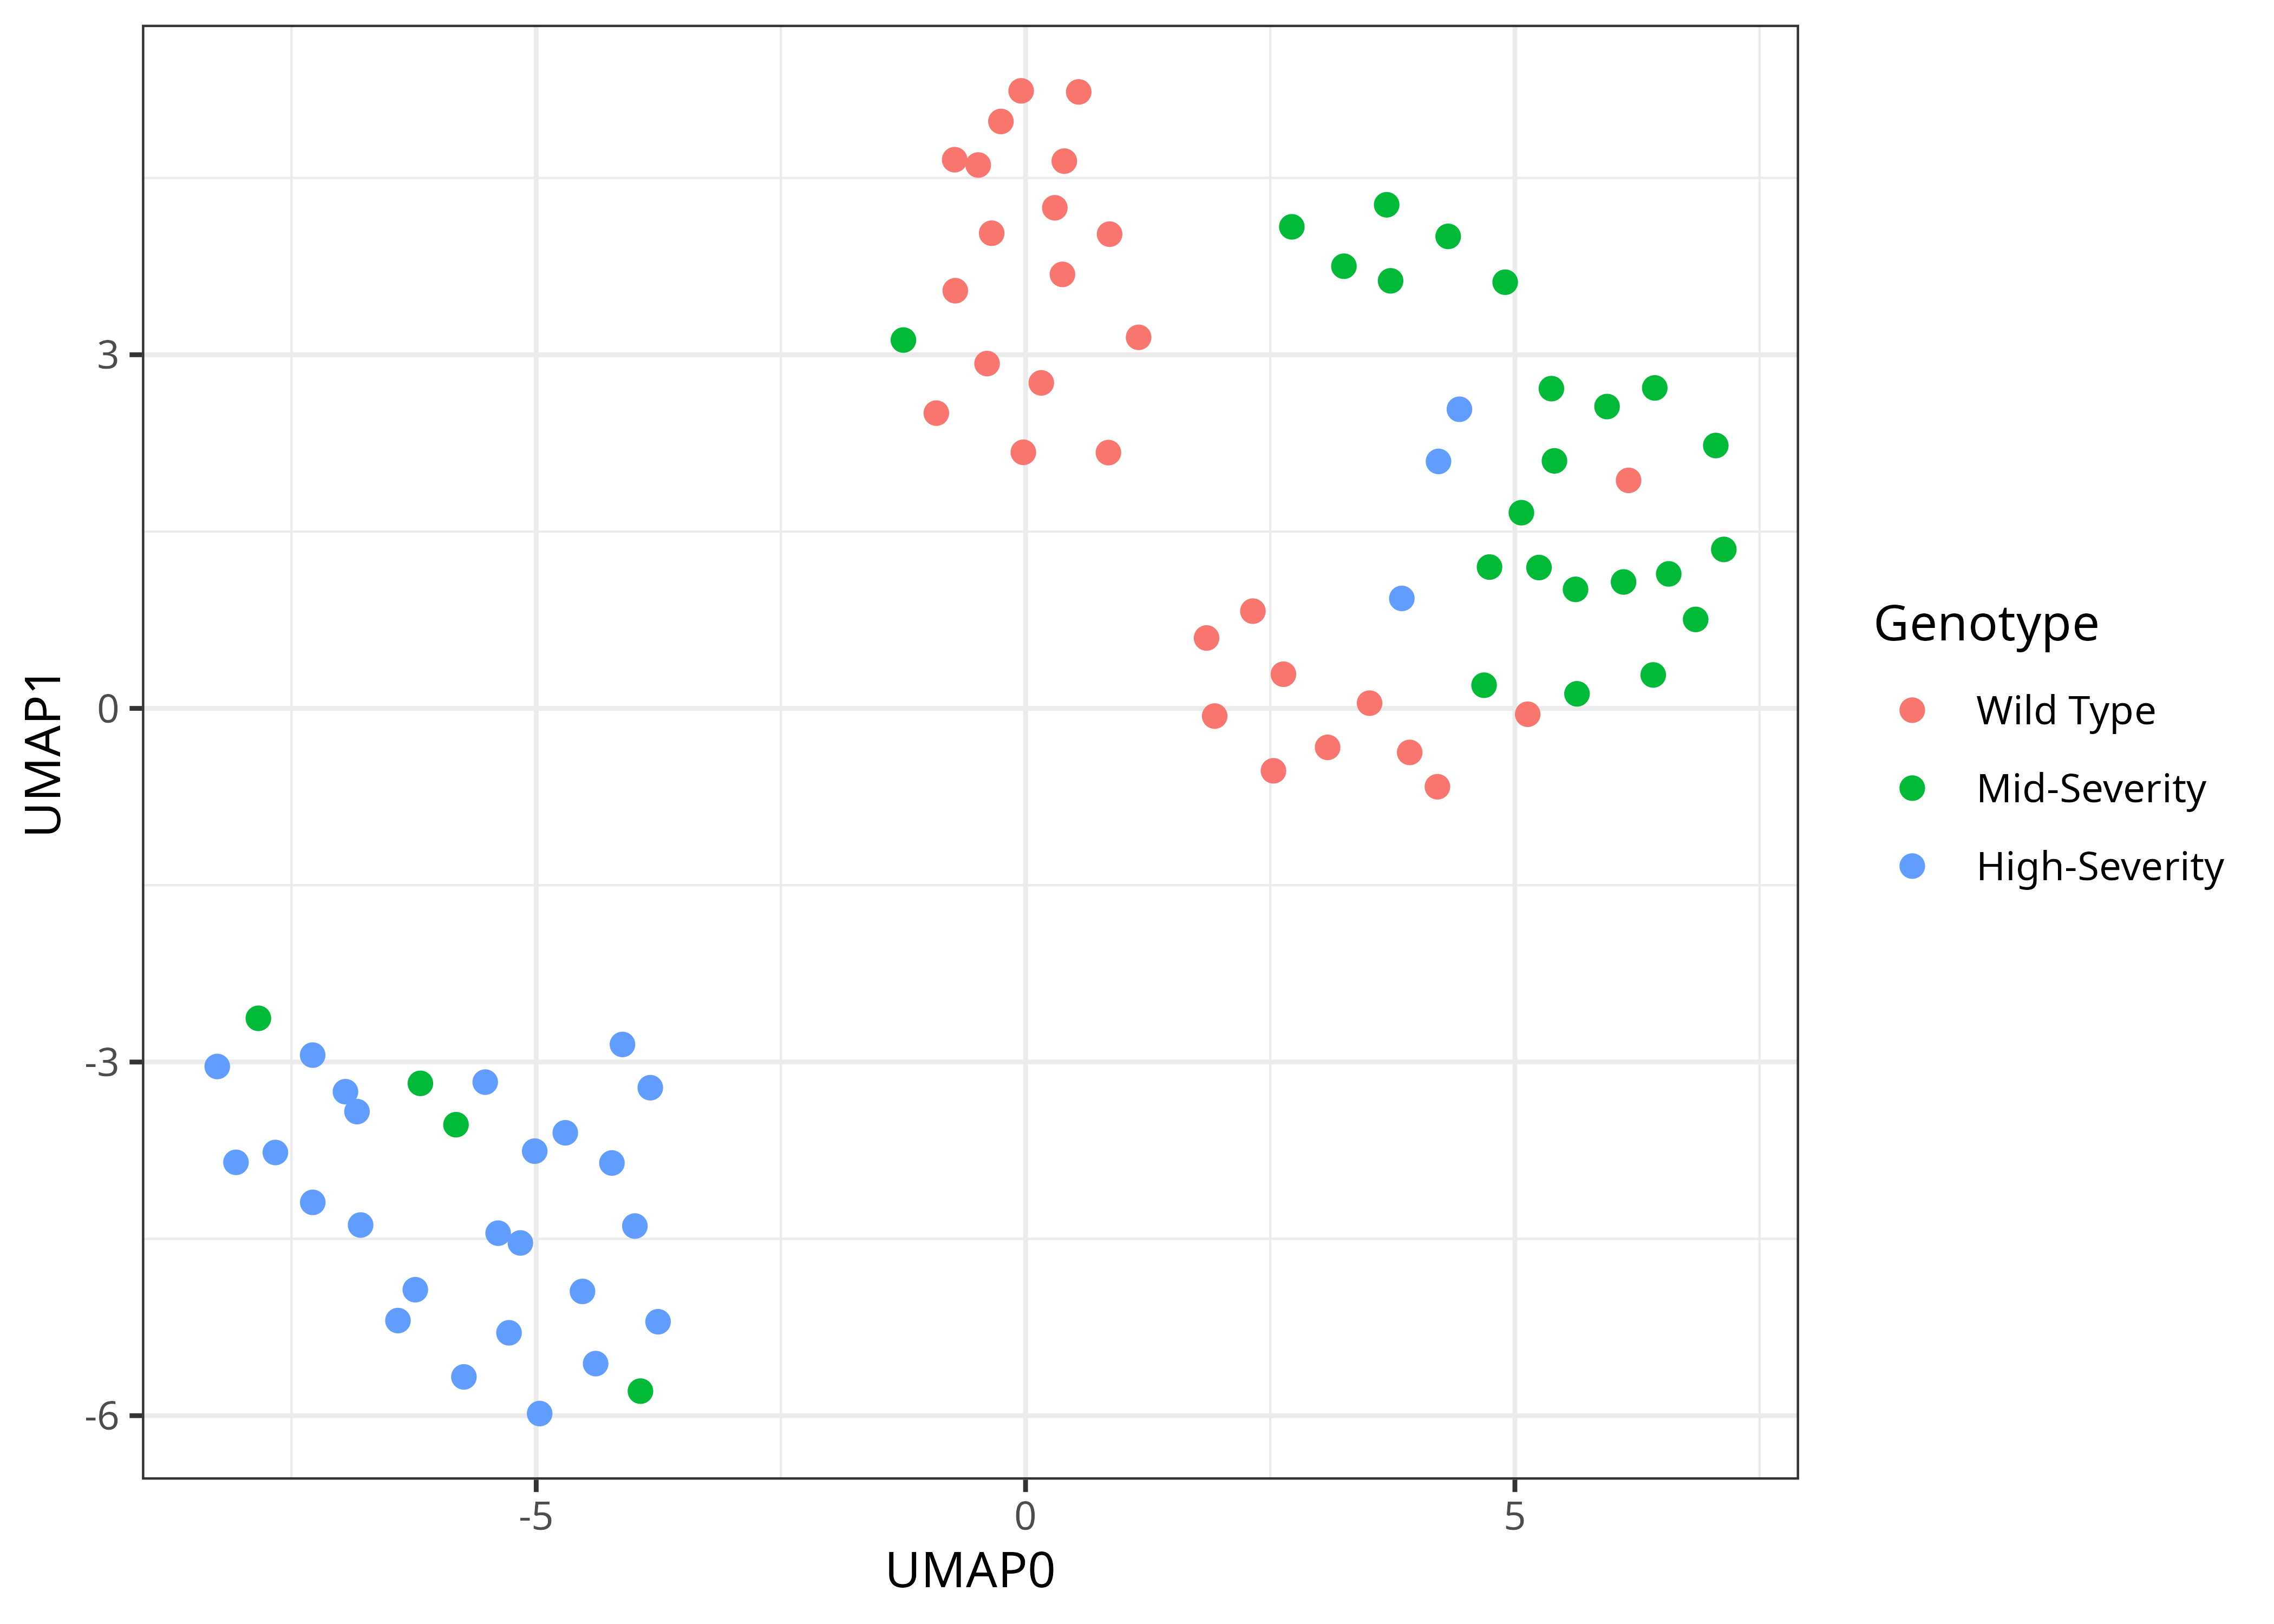 3
0
-3
-6
-5
0
5
UMAP0
UMAP1
Genotype
Wild Type
Mid-Severity
High-Severity